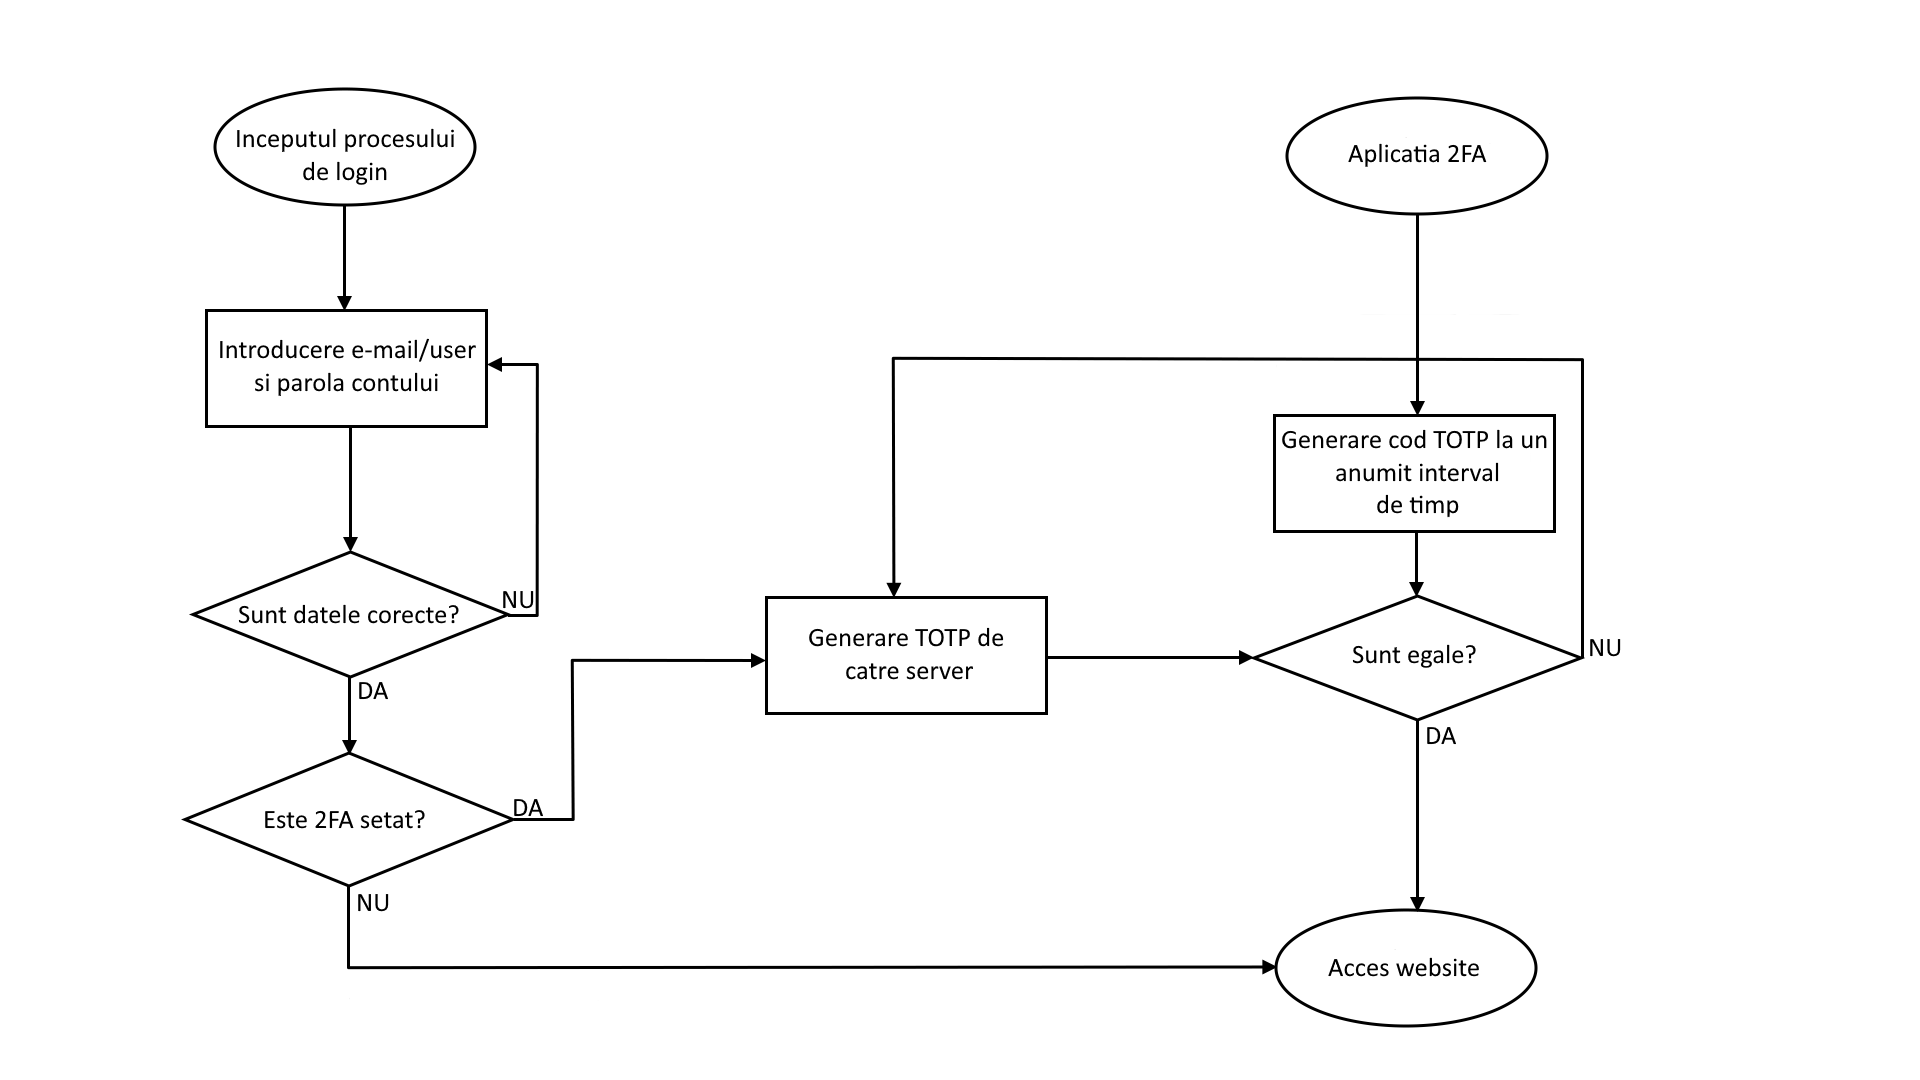 Inceputul procesului
de login
Introducere e-mail/user
si parola contului
Sunt datele corecte?
NU
DA
Este 2FA setat?
DA
NU
Generare TOTP de
catre server
Aplicatia 2FA
Generare cod TOTP la un
anumit interval
de timp
Sunt egale?
NU
DA
Acces website